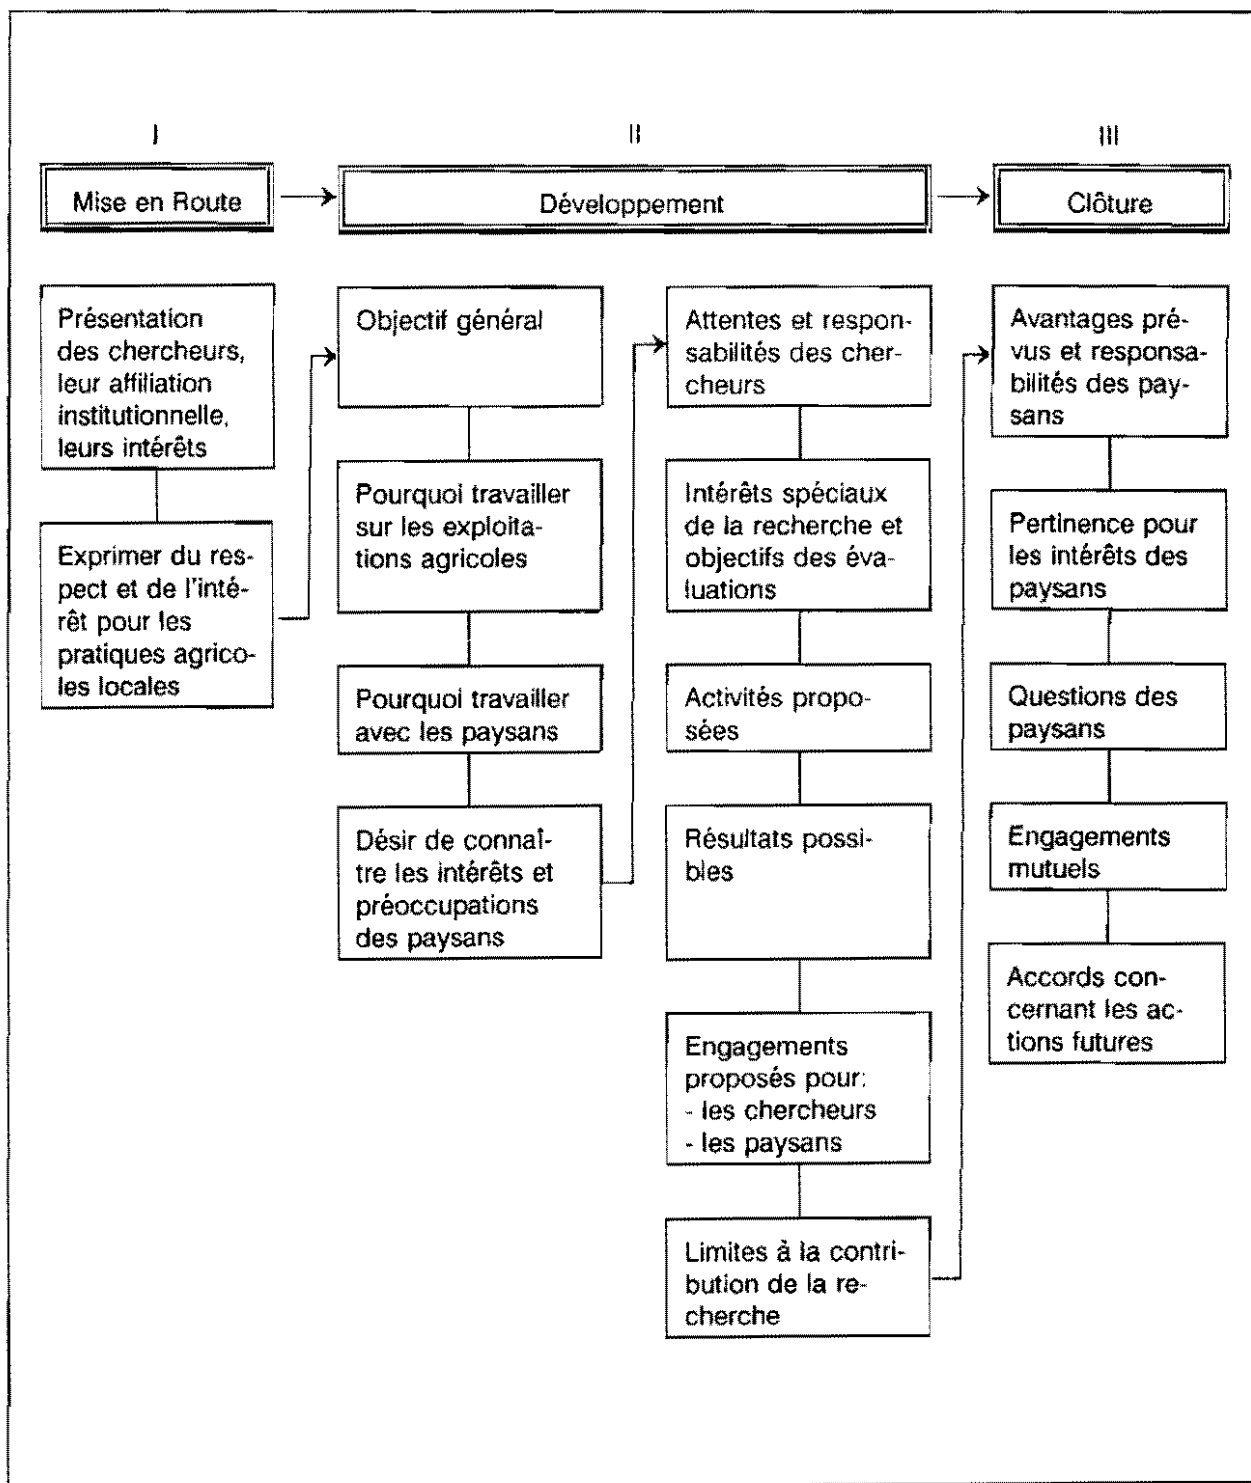 I
II
III
Mise en Route
Développement
Clôture
Présentation
des chercheurs,
leur affiliation
institutionnelle,
leurs intérêts
Exprimer du res-
pect et de l'inté-
rêt pour les
pratiques agrico-
les locales
Objectif général
Pourquoi travailler
sur les exploita-
tions agricoles
Pourquoi travailler
avec les paysans
Désir de connaî-
tre les intérêts et
préoccupations
des paysans
Attentes et respon-
sabilités des cher-
cheurs
Intérêts spéciaux
de la recherche et
objectifs des éva-
luations
Activités propo-
sées
Résultats possi-
bles
Engagements
proposés pour:
- les chercheurs
- les paysans
Limites à la contri-
bution de la re-
cherche
Avantages pré-
vus et responsa-
bilités des pay-
sans
Pertinence pour
les intérêts des
paysans
Questions des
paysans
Engagements
mutuels
Accords con-
cernant les ac-
tions futures